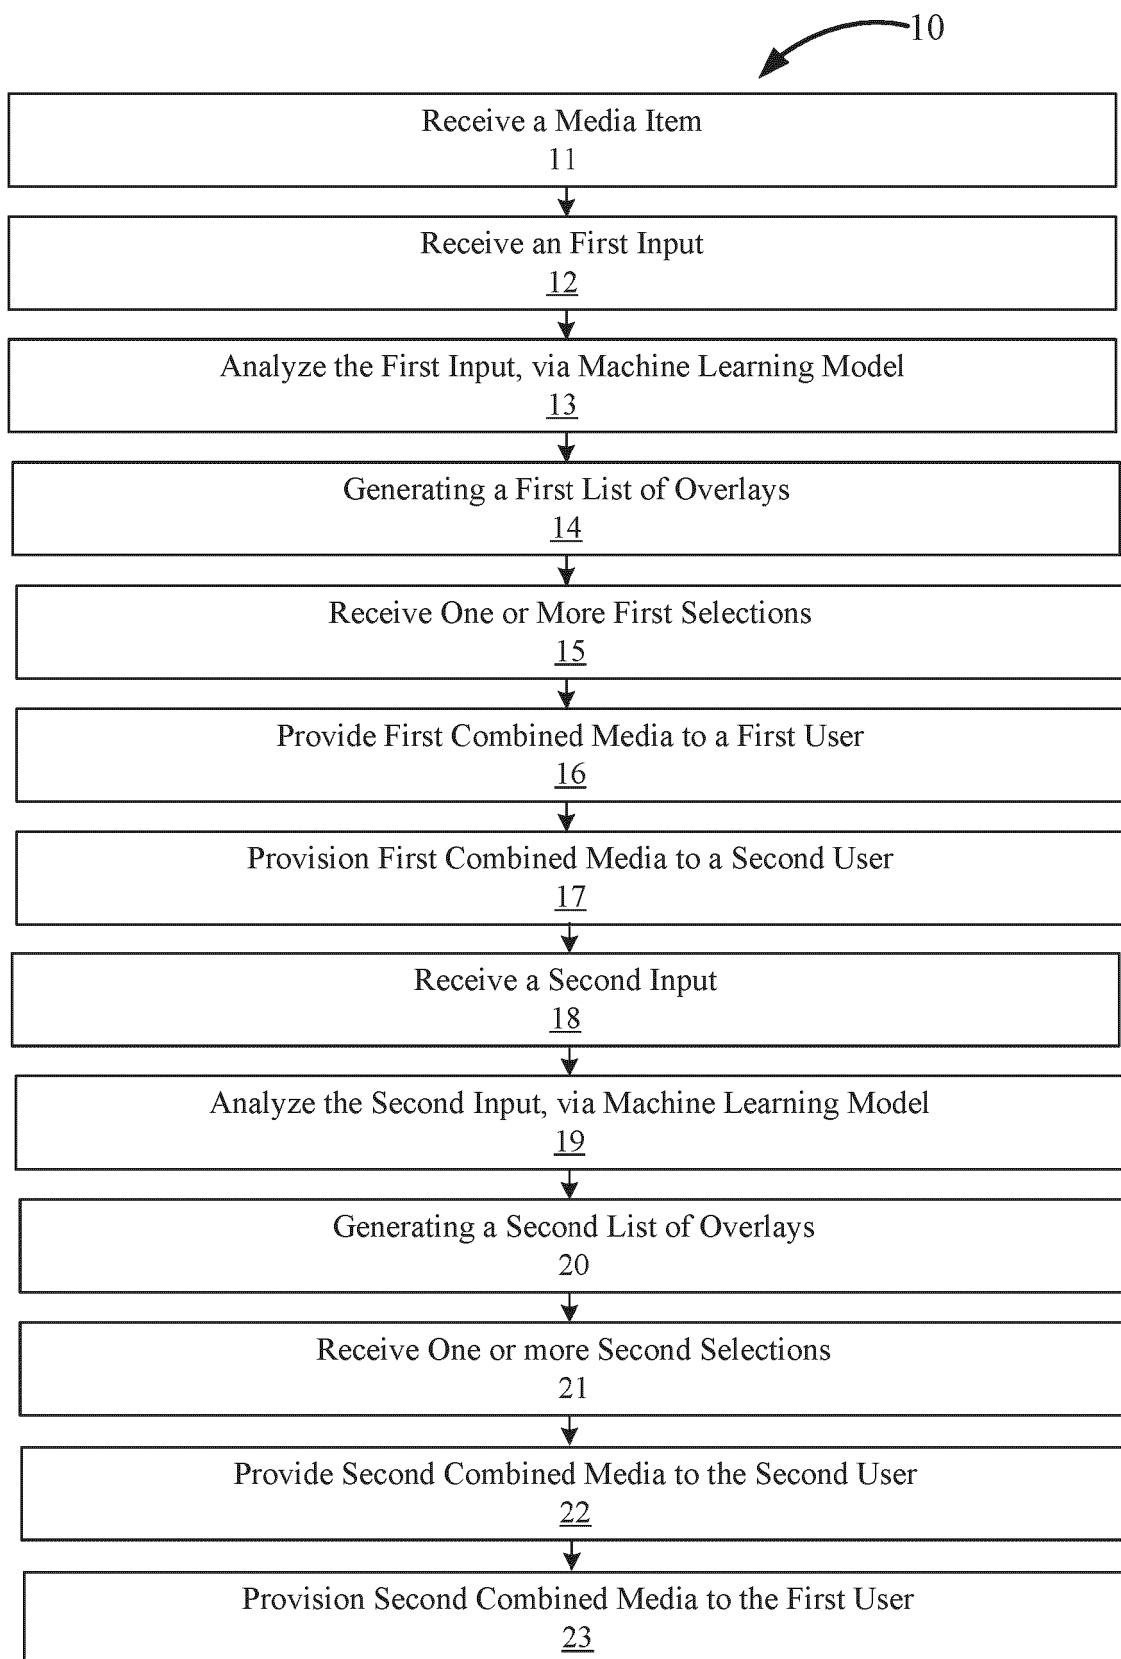 10
Receive a Media Item
11
Receive an First Input
12
Analyze the First Input, via Machine Learning Model
13
Generating a First List of Overlays
14
Receive One or More First Selections
15
Provide First Combined Media to a First User
16
Provision First Combined Media to a Second User
17
Receive a Second Input
18
Analyze the Second Input, via Machine Learning Model
19
Generating a Second List of Overlays
20
Receive One or more Second Selections
21
Provide Second Combined Media to the Second User
22
Provision Second Combined Media to the First User
23